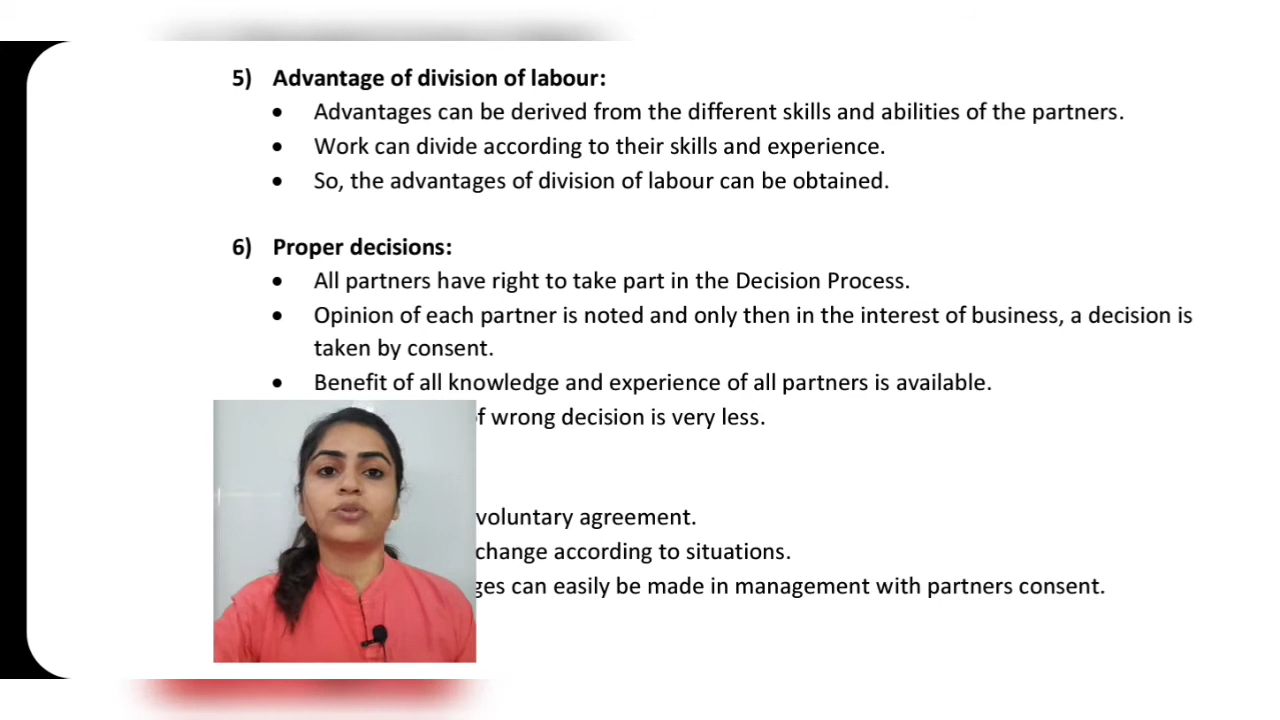 5) Advantage of division of labour:
• Advantages can be derived from the different skills and abilities of the partners.
• Work can divide according to their skills and experience.
• So, the advantages of division of labour can be obtained.
6) Proper decisions:
• All partners have right to take part in the Decision Process.
• Opinion of each partner is noted and only then in the interest of business, a decision is
taken by consent.
• Benefit of all knowledge and experience of all partners is available.
of wrong decision is very less.
voluntary agreement.
change according to situations.
can easily be made in management with partners consent.